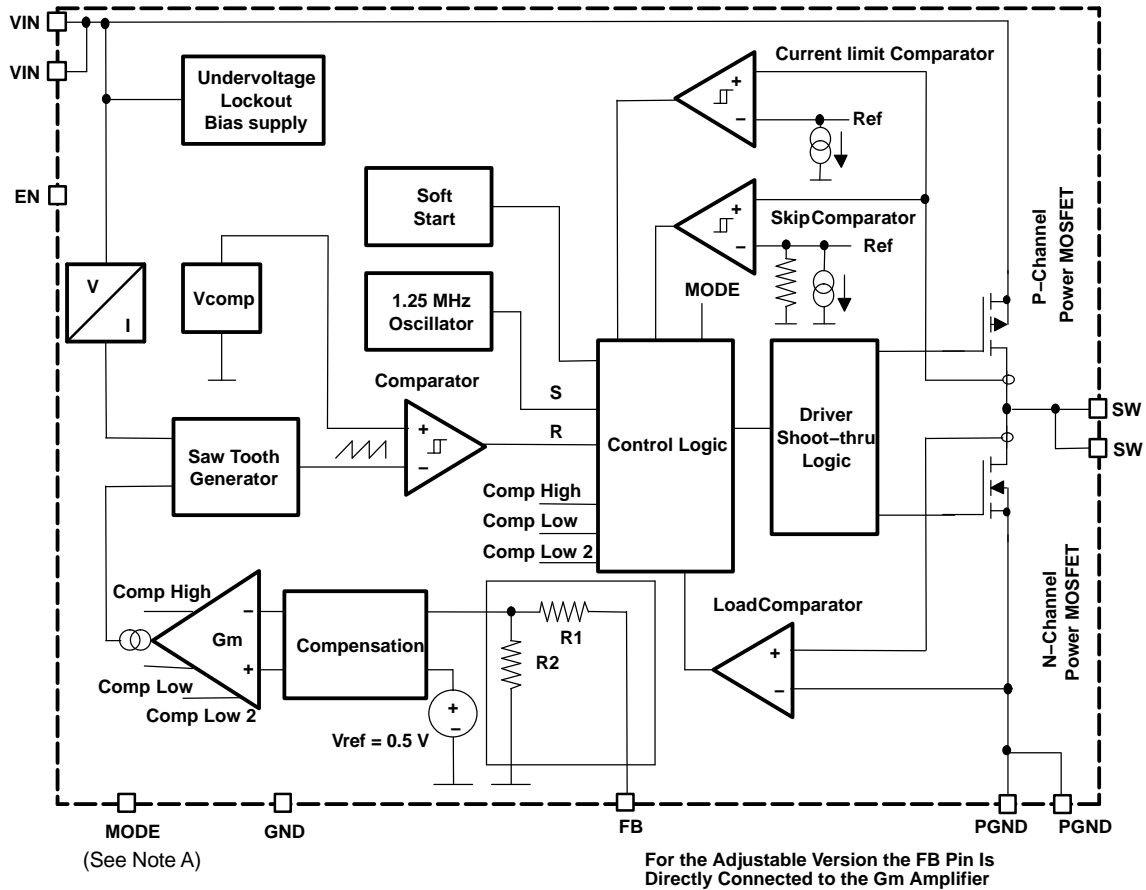 VIN
VIN
EN
Undervoltage
Lockout
Bias supply
Current limit Comparator
+
−
Ref
Soft
Start
+
−
Skip Comparator
Ref
P−Channel
Power MOSFET
V
I
Vcomp
1.25 MHz
Oscillator
MODE
Comparator
S
R
+
−
Saw Tooth
Generator
Control Logic
Driver
Shoot−thru
Logic
SW
SW
Comp High
Comp Low
Comp Low 2
Comp High
−
Gm
+
Comp Low
Comp Low 2
Compensation
R1
R2
+
−
Vref = 0.5 V
Load Comparator
+
−
N−Channel
Power MOSFET
MODE
(See Note A)
GND
FB
PGND
PGND
For the Adjustable Version the FB Pin Is
Directly Connected to the Gm Amplifier